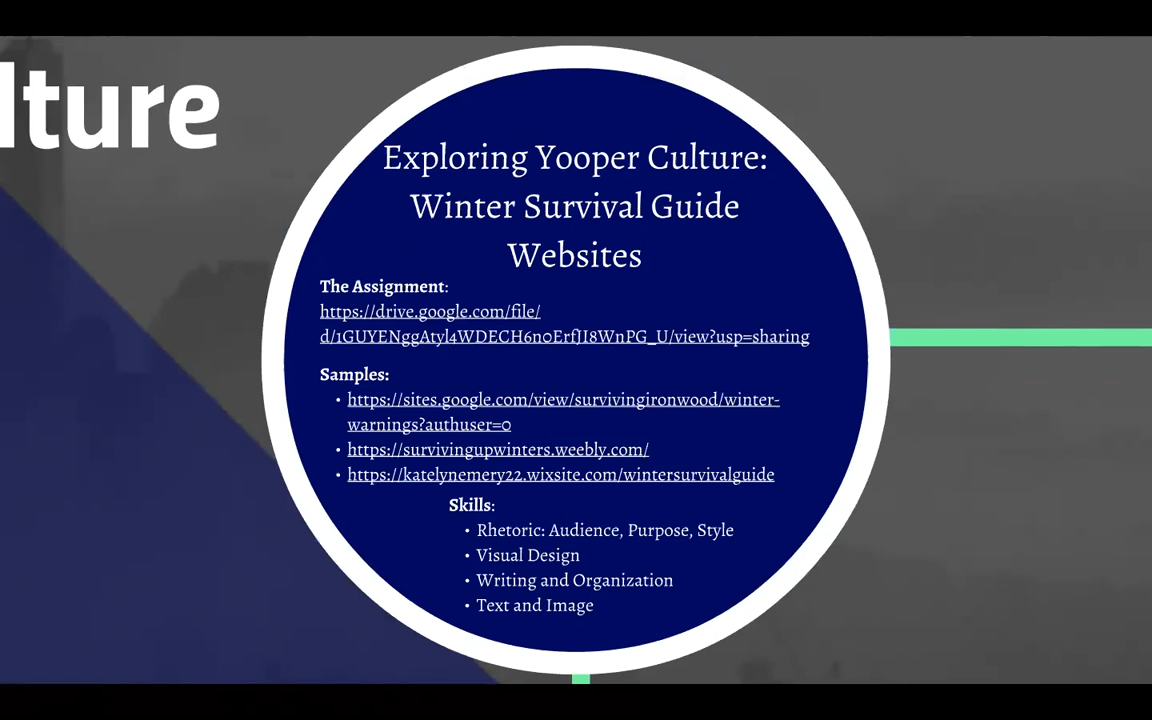 lture
Exploring Yooper Culture:
Winter Survival Guide
Websites
The Assignment:
https://drive.google.com/file/
d/1GUYENggAtyl4WDECH6n0ErfJI8WnPG_U/view?usp=sharing
Samples:
• https://sites.google.com/view/survivingironwood/winter-
warnings?authuser=0
• https://survivingupwinters.weebly.com/
• https://katelynemery22.wixsite.com/wintersurvivalguide
Skills:
• Rhetoric: Audience, Purpose, Style
• Visual Design
• Writing and Organization
• Text and Image